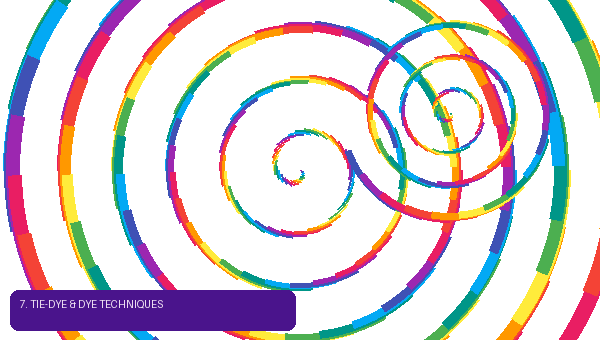 7. TIE-DYE & DYE TECHNIQUES